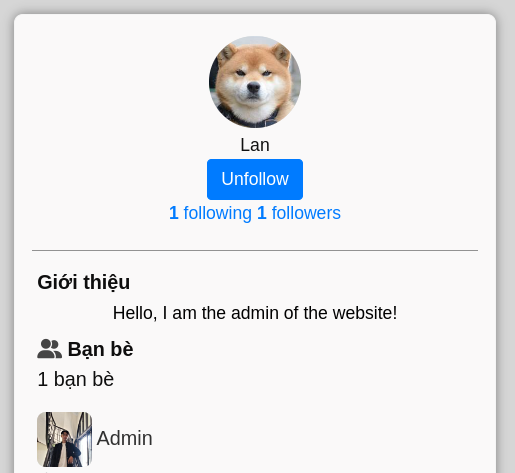 Lan
Unfollow
1 following 1 followers
Giới thiệu
Hello, I am the admin of the website!
Bạn bè
1 bạn bè
Admin